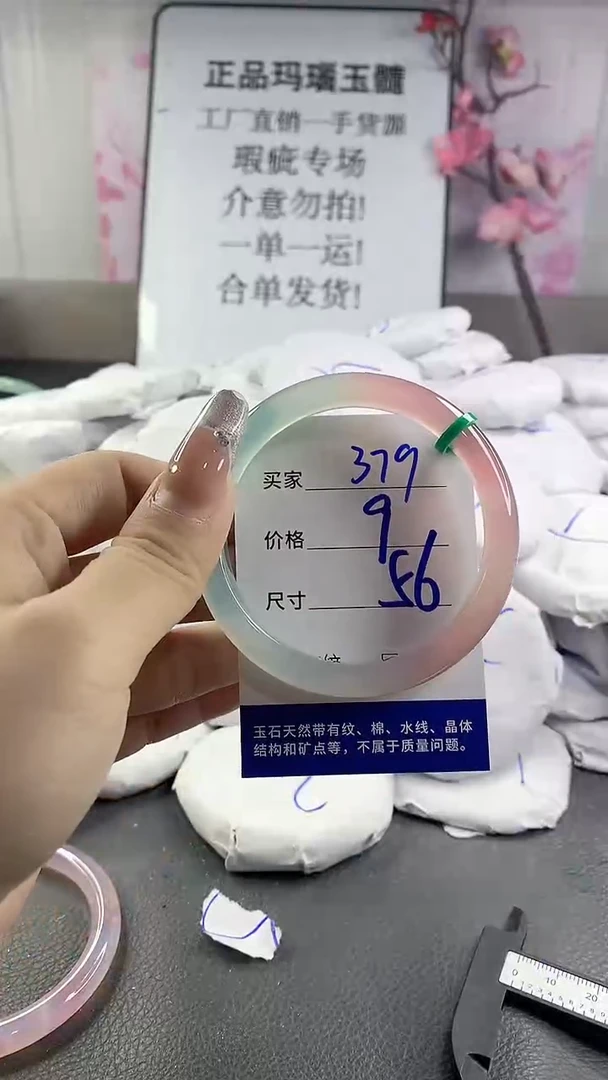 正品玛瑙玉髓
工厂直销一手货源
瑕疵专场
介意勿拍!
一单一运!
合单发货!
买家 379
价格 9
尺寸 56
玉石天然带有纹、棉、水线、晶体
结构和矿点等，不属于质量问题。
0 10 20